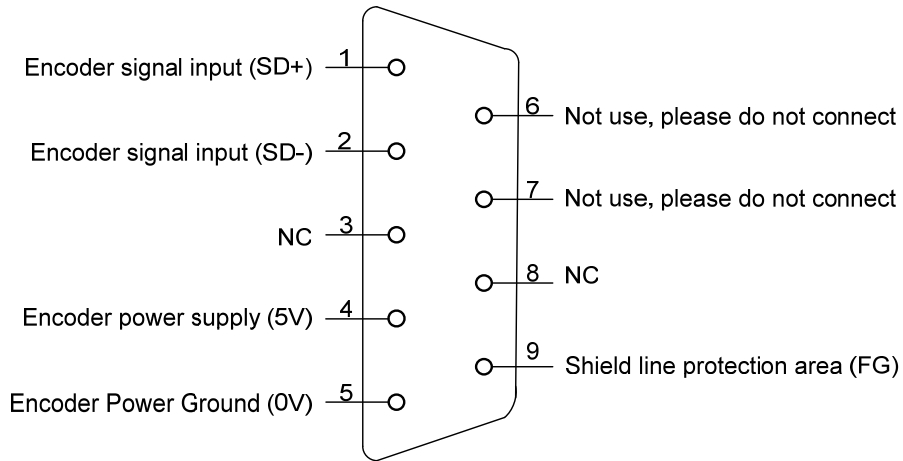 Encoder signal input (SD+) 1
6 Not use, please do not connect
Encoder signal input (SD-) 2
7 Not use, please do not connect
NC 3
8 NC
Encoder power supply (5V) 4
9 Shield line protection area (FG)
Encoder Power Ground (0V) 5